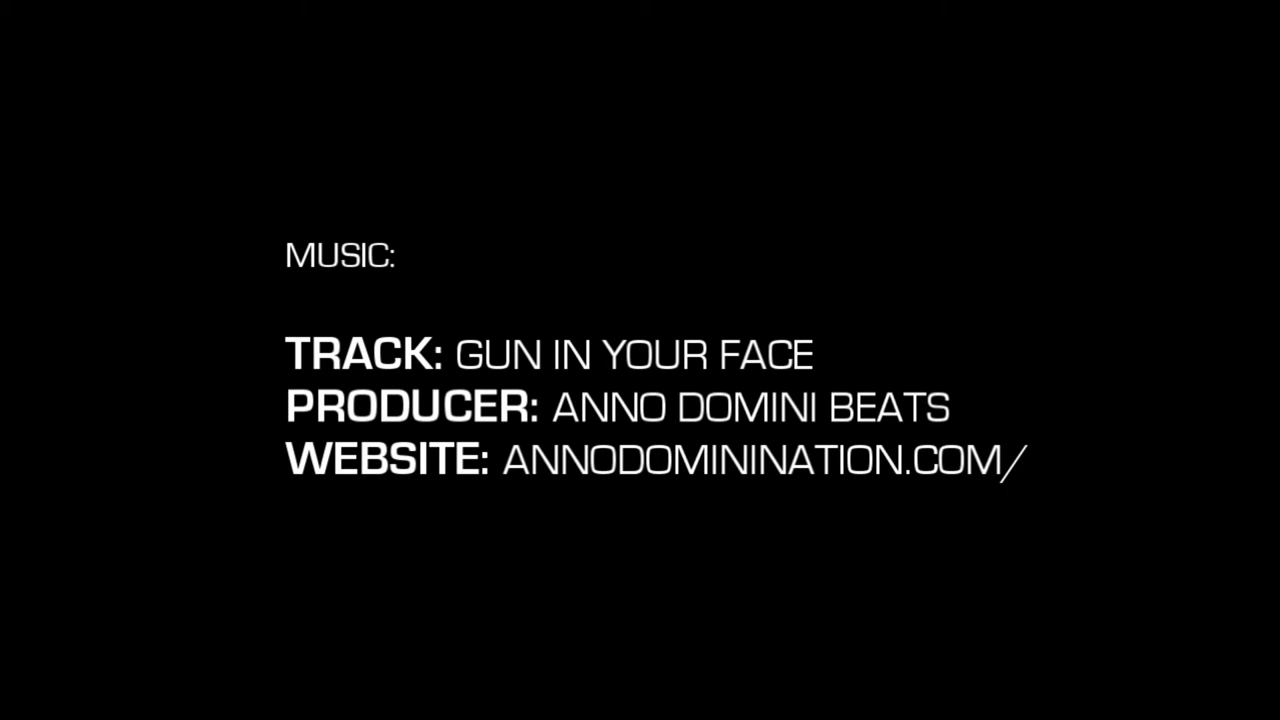 MUSIC:
TRACK: GUN IN YOUR FACE
PRODUCER: ANNO DOMINI BEATS
WEBSITE: ANNODOMININATION.COM/